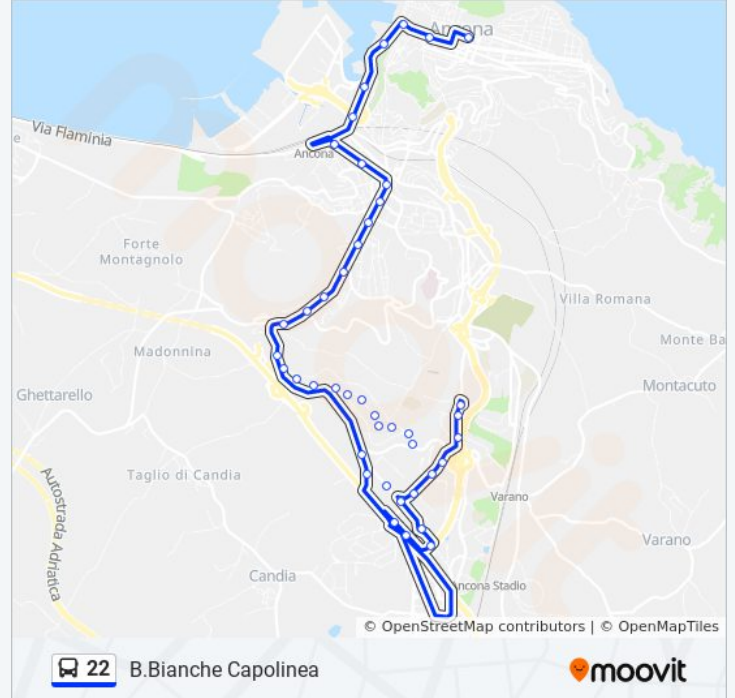 Ancona
Via Flaminia
e
Ancona
Forte
Montagnolo
Villa Romana
Madonnina
Monte Ba
Ghettarello
Montacuto
Taglio di Candia
Autostrada Adriatica
Varano
Varano
Candia
Ancona Stadio
© OpenStreetMap contributors | © OpenMapTiles
22 B.Bianche Capolinea
moovit